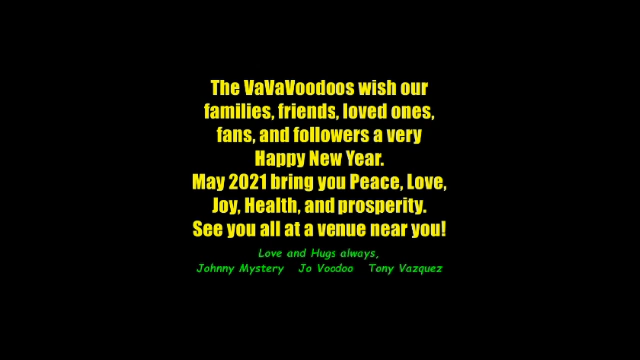 The VaVaVoodoos wish our
families, friends, loved ones,
fans, and followers a very
Happy New Year.
May 2021 bring you Peace, Love,
Joy, Health, and prosperity.
See you all at a venue near you!
Love and Hugs always,
Johnny Mystery Jo Voodoo Tony Vazquez